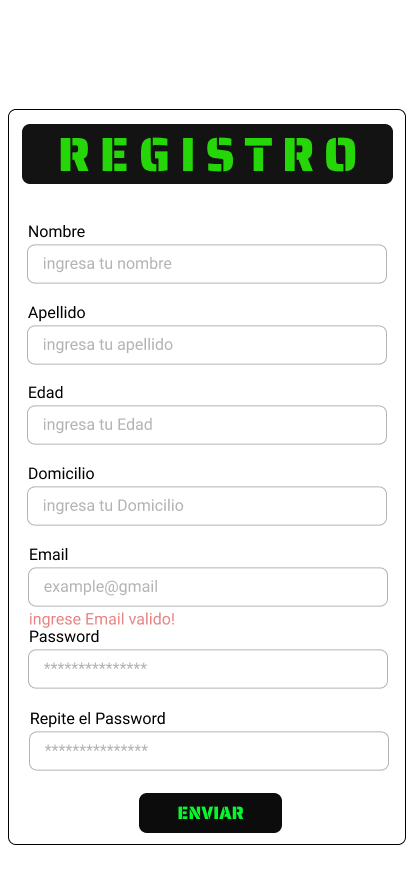 REGISTRO
Nombre
ingresa tu nombre
Apellido
ingresa tu apellido
Edad
ingresa tu Edad
Domicilio
ingresa tu Domicilio
Email
example@gmail
ingrese Email valido!
Password
***************
Repite el Password
***************
ENVIAR